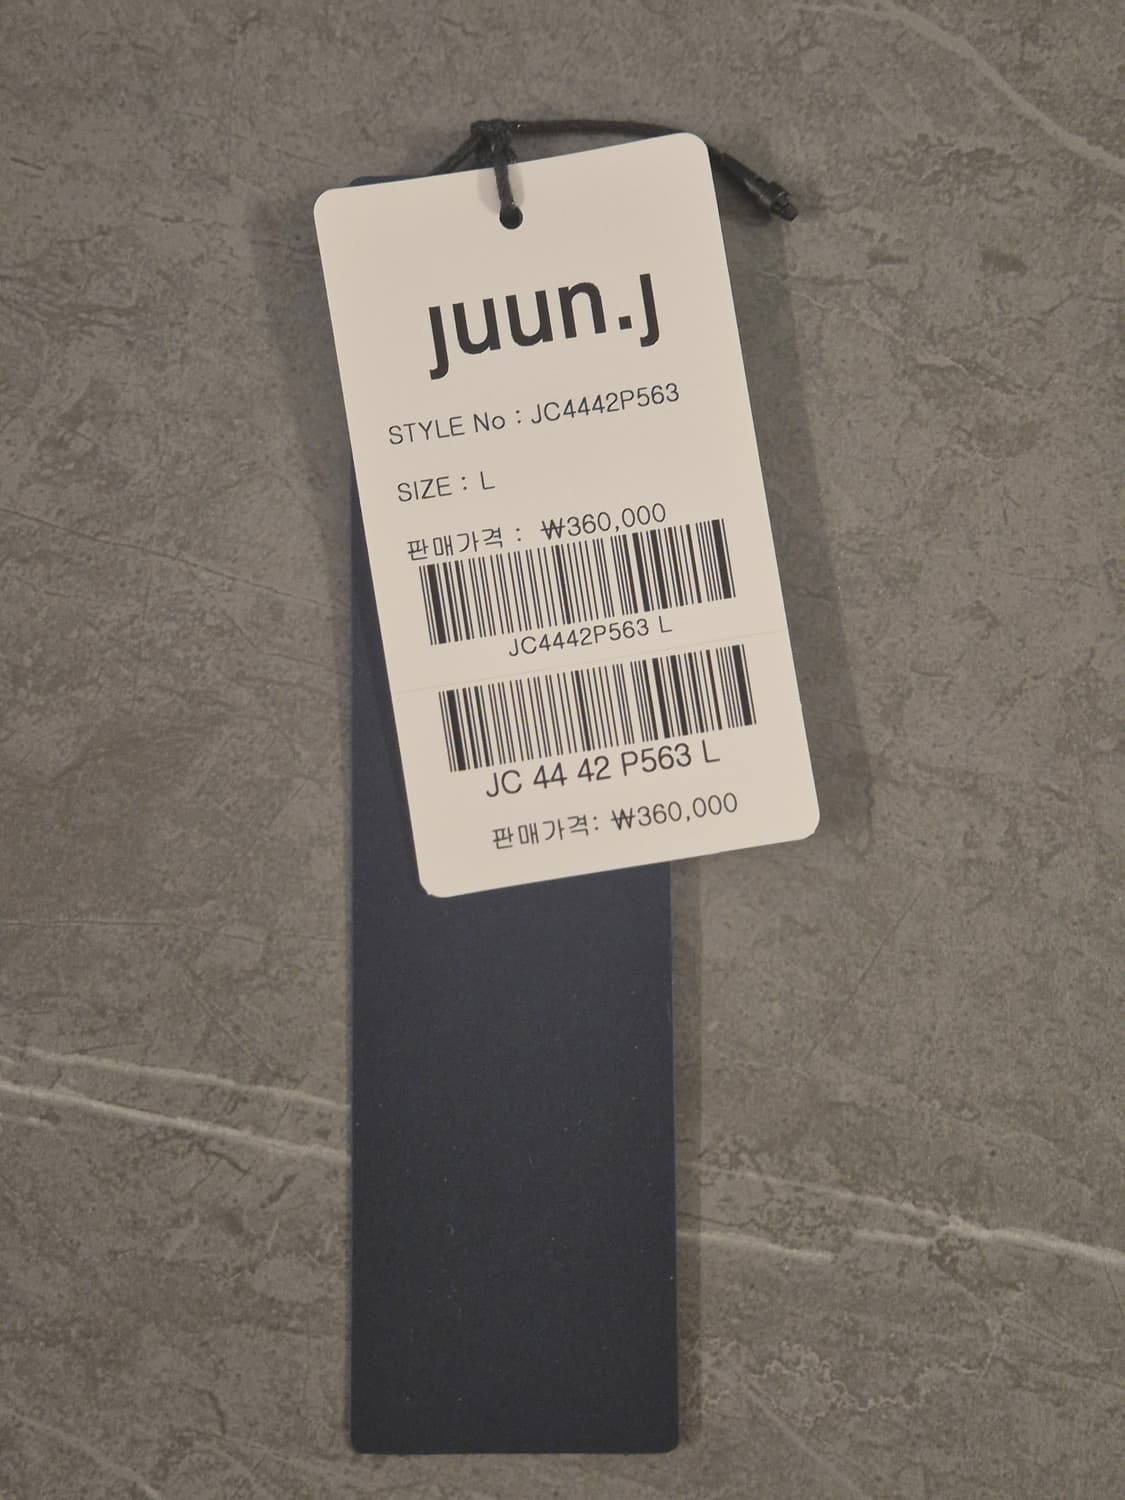 juun.j
STYLE No : JC4442P563
SIZE : L
판매가격 : ₩360,000
JC4442P563 L
JC 44 42 P563 L
판매가격: ₩360,000